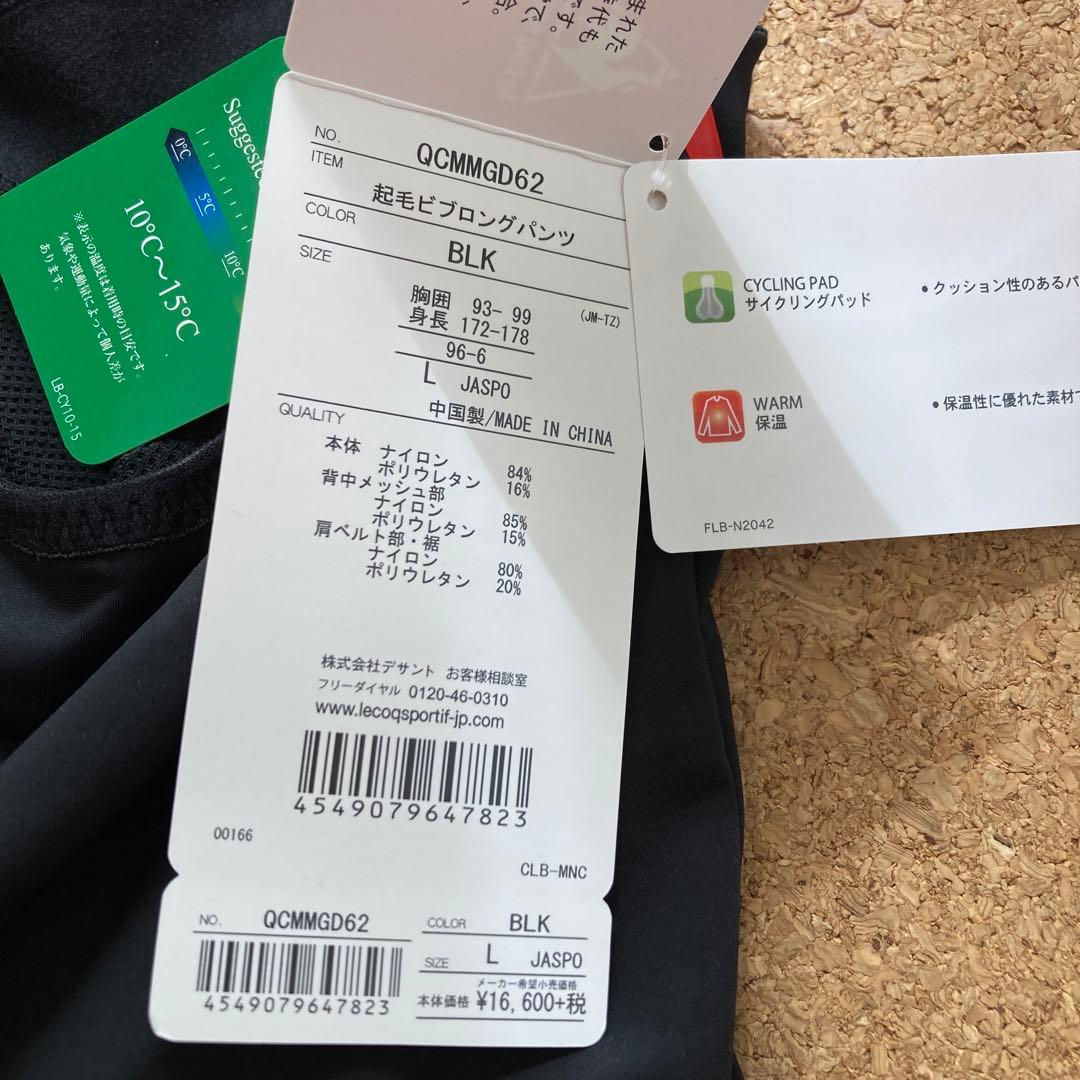 まれた
代も
です。
で、
Suggeste
0℃
5℃
10℃
10℃〜15℃
※表示の温度は着用時の目安です。
気象や運動量によって個人差が
あります。
LB-CY10-15
NO. QCMMGD62
ITEM
起毛ビブロングパンツ
COLOR
BLK
SIZE
胸囲 93- 99
身長 172-178
(JM-TZ)
96-6
L JASPO
QUALITY
中国製/MADE IN CHINA
本体 ナイロン 84%
ポリウレタン 16%
背中メッシュ部
ナイロン 85%
ポリウレタン 15%
肩ベルト部・裾
ナイロン 80%
ポリウレタン 20%
株式会社デサント お客様相談室
フリーダイヤル 0120-46-0310
www.lecoqsportif-jp.com
4549079647823
00166
CLB-MNC
NO. QCMMGD62
4549079647823
COLOR BLK
SIZE L JASPO
メーカー希望小売価格
本体価格 ¥16,600+税
CYCLING PAD
サイクリングパッド
•クッション性のあるパ
WARM
保温
•保温性に優れた素材で
FLB-N2042